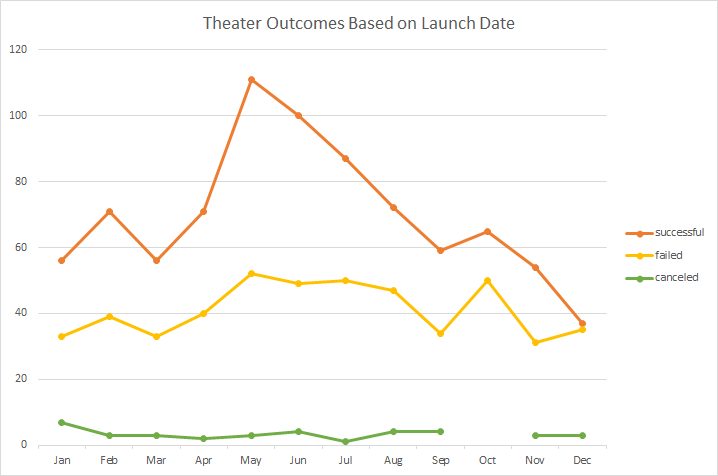 Theater Outcomes Based on Launch Date
120
100
80
60
40
20
0
Jan Feb Mar Apr May Jun Jul Aug Sep Oct Nov Dec
successful
failed
canceled